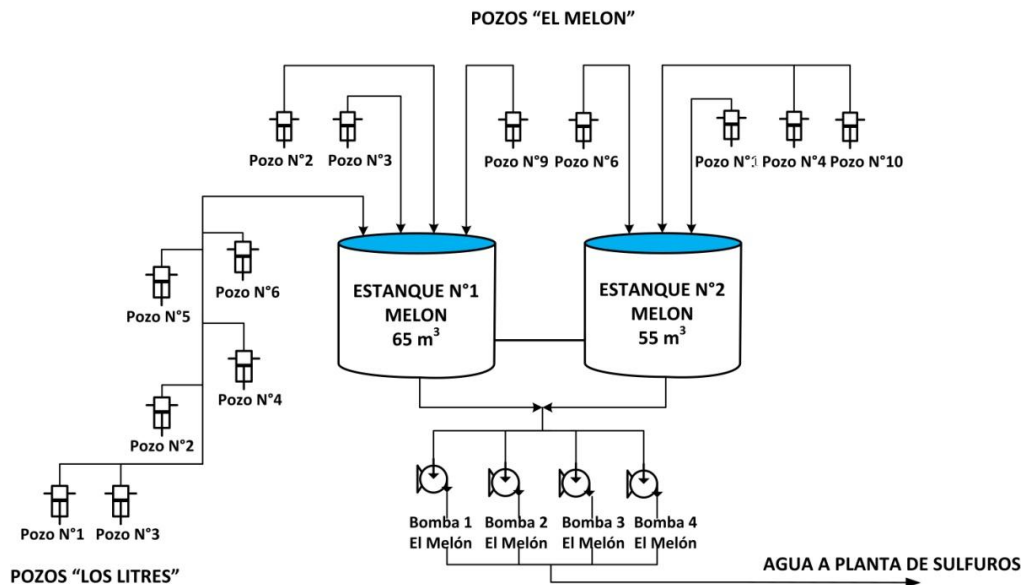 POZOS “EL MELON”
Pozo N°2
Pozo N°3
Pozo N°9
Pozo N°6
Pozo N°1
Pozo N°4
Pozo N°10
Pozo N°5
Pozo N°6
ESTANQUE N°1
MELON
65 m³
ESTANQUE N°2
MELON
55 m³
Pozo N°4
Pozo N°2
Pozo N°1
Pozo N°3
Bomba 1
El Melón
Bomba 2
El Melón
Bomba 3
El Melón
Bomba 4
El Melón
POZOS “LOS LITRES”
AGUA A PLANTA DE SULFUROS